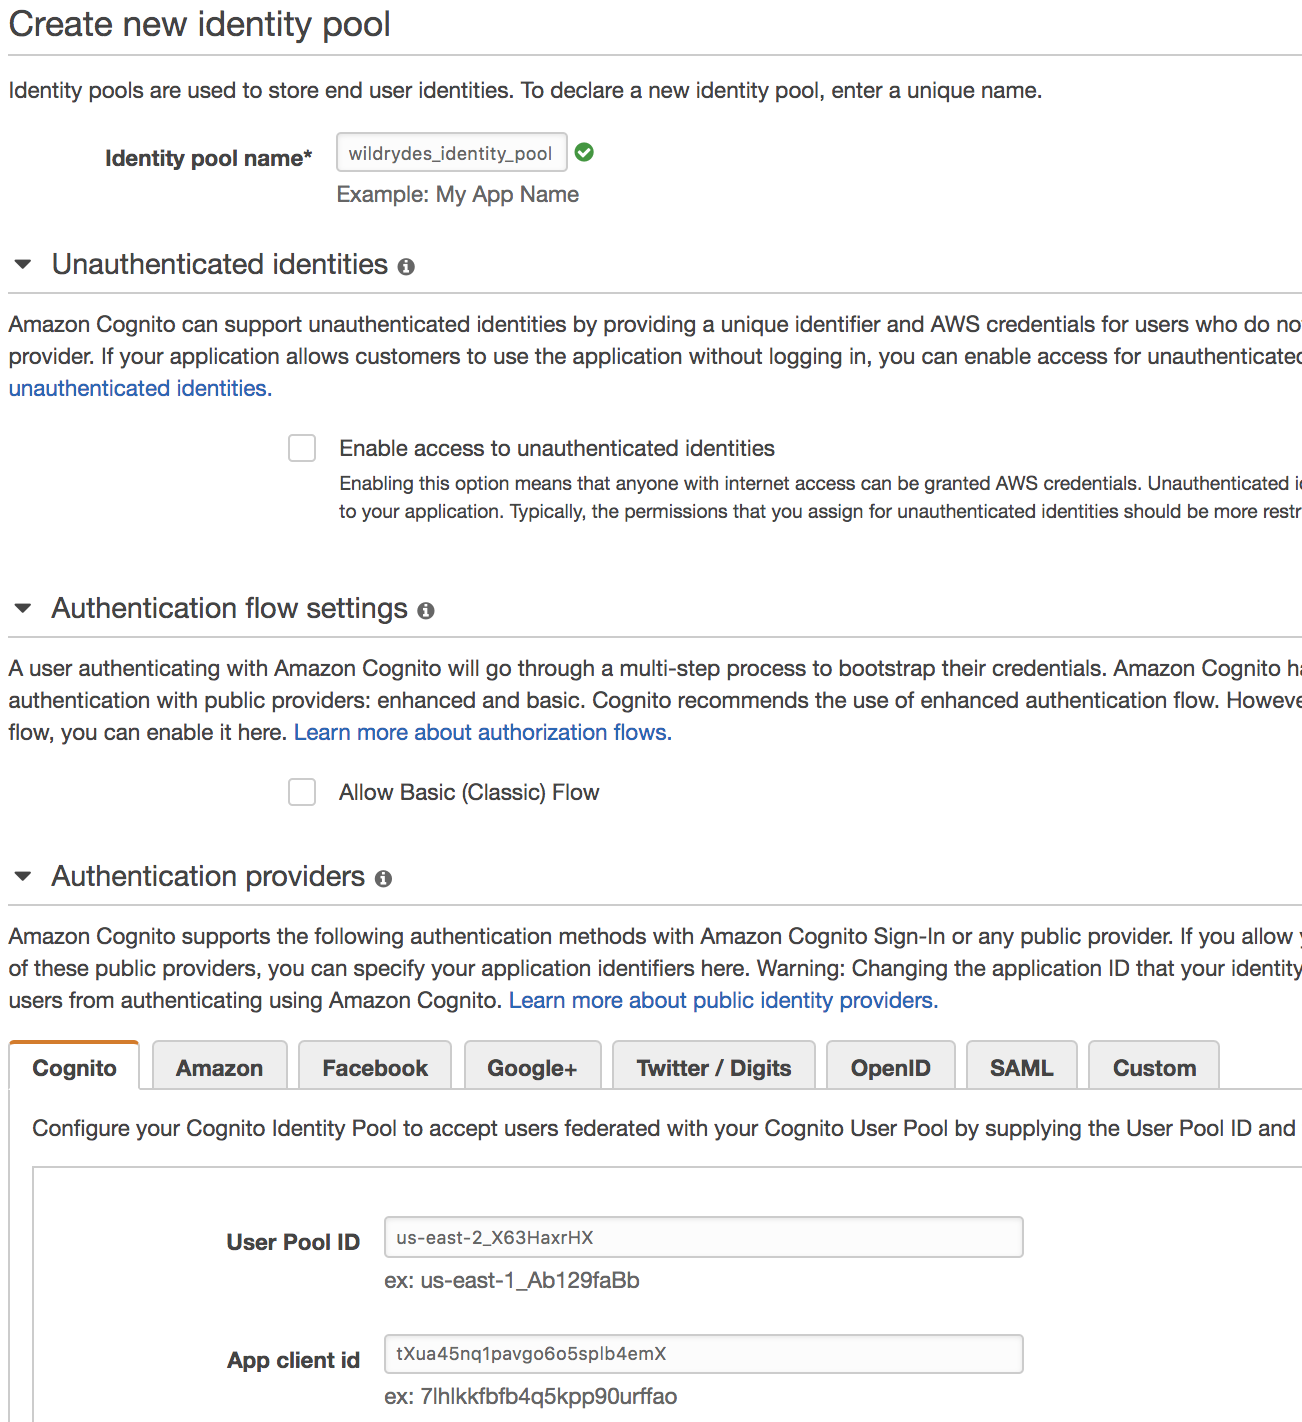 Create new identity pool
Identity pools are used to store end user identities. To declare a new identity pool, enter a unique name.
Identity pool name* wildrydes_identity_pool
Example: My App Name
Unauthenticated identities
Amazon Cognito can support unauthenticated identities by providing a unique identifier and AWS credentials for users who do no
provider. If your application allows customers to use the application without logging in, you can enable access for unauthenticated
unauthenticated identities.
Enable access to unauthenticated identities
Enabling this option means that anyone with internet access can be granted AWS credentials. Unauthenticated i
to your application. Typically, the permissions that you assign for unauthenticated identities should be more restr
Authentication flow settings
A user authenticating with Amazon Cognito will go through a multi-step process to bootstrap their credentials. Amazon Cognito ha
authentication with public providers: enhanced and basic. Cognito recommends the use of enhanced authentication flow. Howeve
flow, you can enable it here. Learn more about authorization flows.
Allow Basic (Classic) Flow
Authentication providers
Amazon Cognito supports the following authentication methods with Amazon Cognito Sign-In or any public provider. If you allow y
of these public providers, you can specify your application identifiers here. Warning: Changing the application ID that your identity
users from authenticating using Amazon Cognito. Learn more about public identity providers.
Cognito Amazon Facebook Google+ Twitter / Digits OpenID SAML Custom
Configure your Cognito Identity Pool to accept users federated with your Cognito User Pool by supplying the User Pool ID and
User Pool ID us-east-2_X63HaxrHX
ex: us-east-1_Ab129faBb
App client id tXua45nq1pavgo6o5splb4emX
ex: 7lhlkkfbfb4q5kpp90urffao